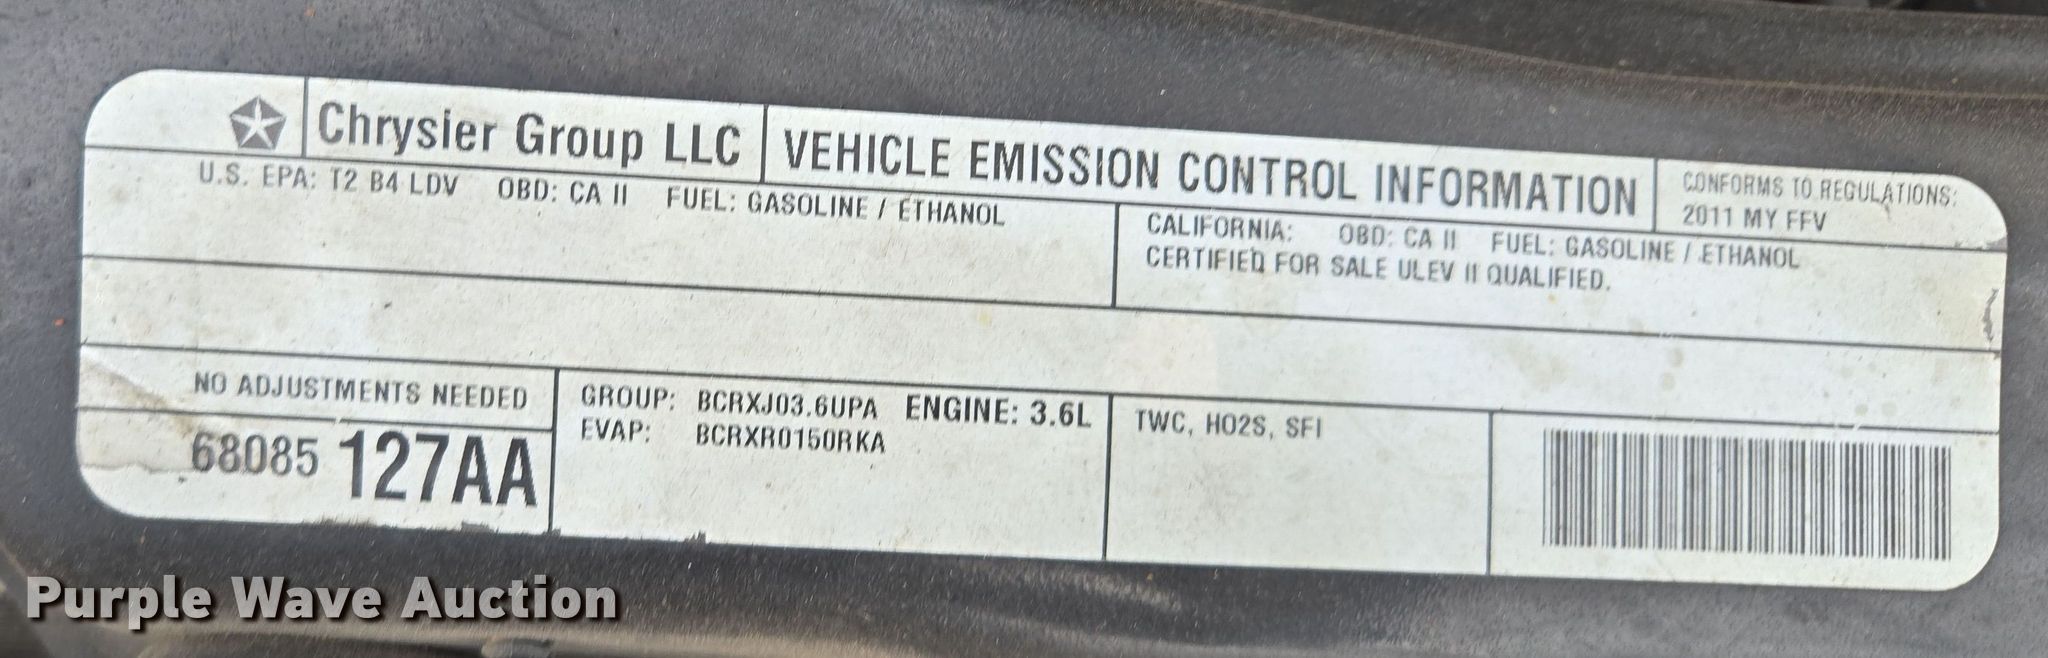 Chrysler Group LLC
VEHICLE EMISSION CONTROL INFORMATION
CONFORMS TO REGULATIONS:
2011 MY FFV
U.S. EPA: T2 B4 LDV OBD: CA II FUEL: GASOLINE / ETHANOL
CALIFORNIA: OBD: CA II FUEL: GASOLINE / ETHANOL
CERTIFIED FOR SALE ULEV II QUALIFIED.
NO ADJUSTMENTS NEEDED
68085 127AA
GROUP: BCRXJ03.6UPA ENGINE: 3.6L
EVAP: BCRXR0150RKA
TWC, HO2S, SFI
Purple Wave Auction